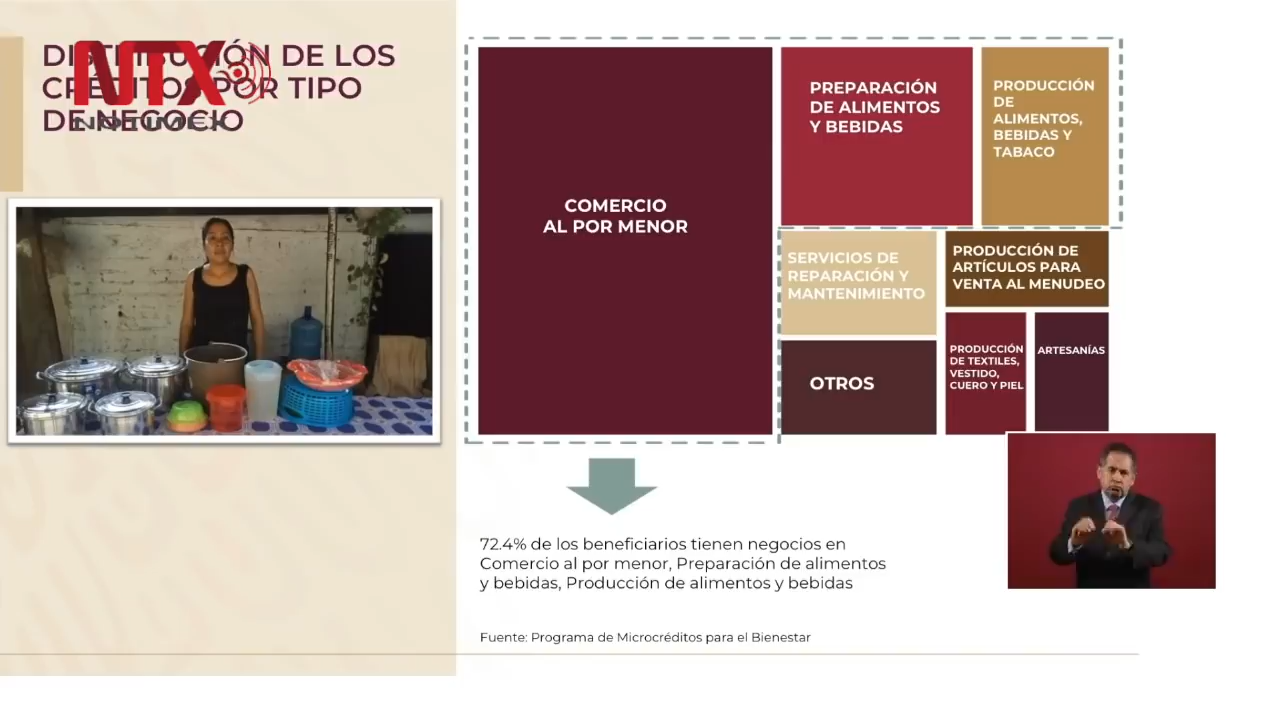 DISTRIBUCIÓN DE LOS
CRÉDITOS POR TIPO
DE NEGOCIO
NTX
NOTIMEX
COMERCIO
AL POR MENOR
PREPARACIÓN
DE ALIMENTOS
Y BEBIDAS
PRODUCCIÓN
DE
ALIMENTOS,
BEBIDAS Y
TABACO
SERVICIOS DE
REPARACIÓN Y
MANTENIMIENTO
PRODUCCIÓN DE
ARTÍCULOS PARA
VENTA AL MENUDEO
OTROS
PRODUCCIÓN
DE TEXTILES,
VESTIDO,
CUERO Y PIEL
ARTESANÍAS
72.4% de los beneficiarios tienen negocios en
Comercio al por menor, Preparación de alimentos
y bebidas, Producción de alimentos y bebidas
Fuente: Programa de Microcréditos para el Bienestar